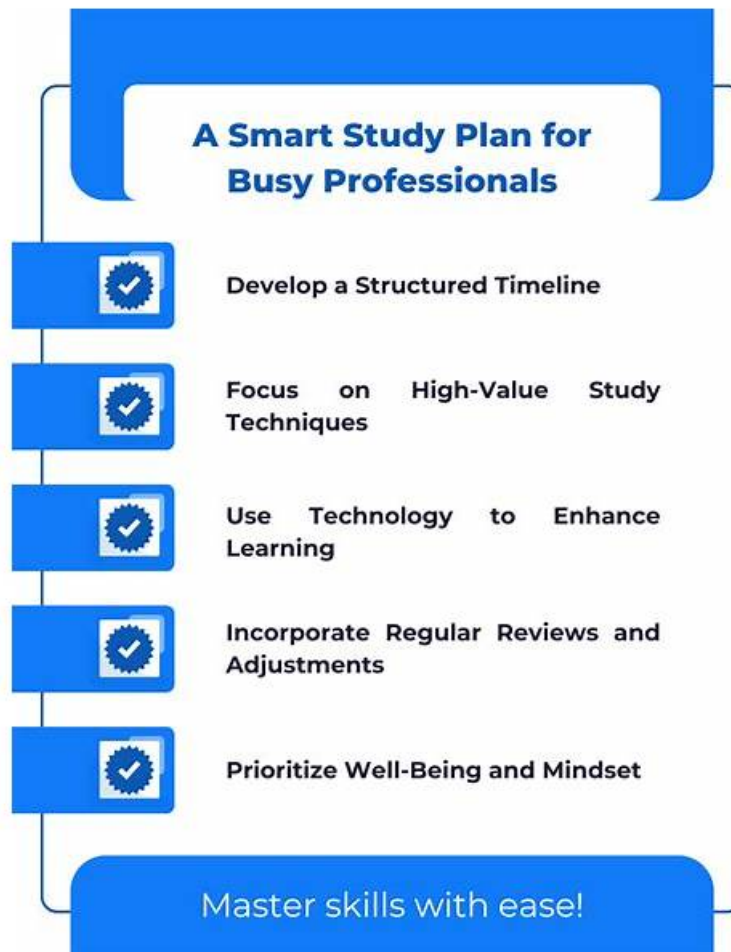 A Smart Study Plan for
Busy Professionals
Develop a Structured Timeline
Focus on High-Value Study
Techniques
Use Technology to Enhance
Learning
Incorporate Regular Reviews and
Adjustments
Prioritize Well-Being and Mindset
Master skills with ease!